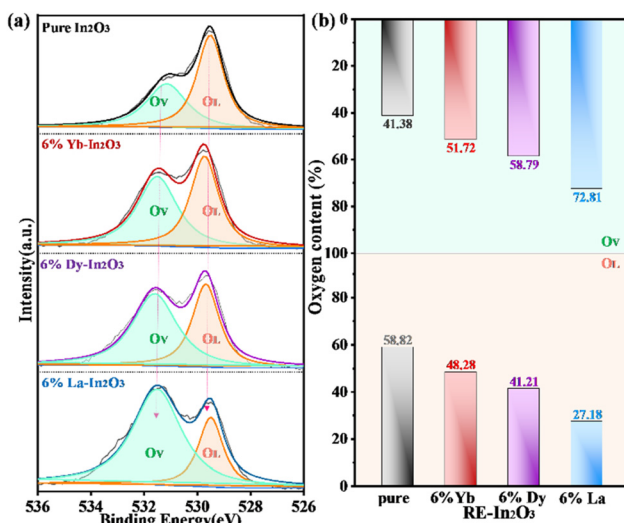 (a)
Pure In2O3
Ov
OL
6% Yb-In2O3
Ov
OL
6% Dy-In2O3
Ov
OL
6% La-In2O3
Ov
OL
Intensity(a.u.)
536 534 532 530 528 526
Binding Energy(eV)
(b)
0
20
40
60
80
100
80
60
40
20
0
Oxygen content (%)
41.38
51.72
58.79
72.81
Ov
OL
58.82
48.28
41.21
27.18
pure 6%Yb 6% Dy 6% La
RE-In2O3